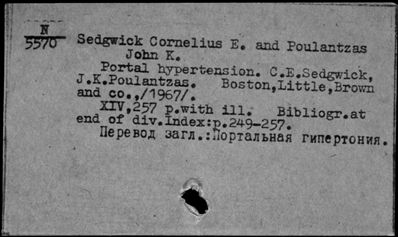 N
5570
Sedgwick Cornelius E. and Poulantzas
John K.
Portal hypertension. C.E.Sedgwick,
J.K.Poulantzas. Boston,Little,Brown
and co.,/1967/.
XIV,257 p.with ill. Bibliogr.at
end of div.Index:p.249-257.
Перевод загл.:Портальная гипертония.